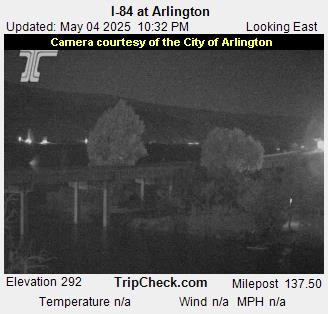 I-84 at Arlington
Updated: May 04 2025 10:32 PM Looking East
Camera courtesy of the City of Arlington
Elevation 292 TripCheck.com Milepost 137.50
Temperature n/a Wind n/a MPH n/a